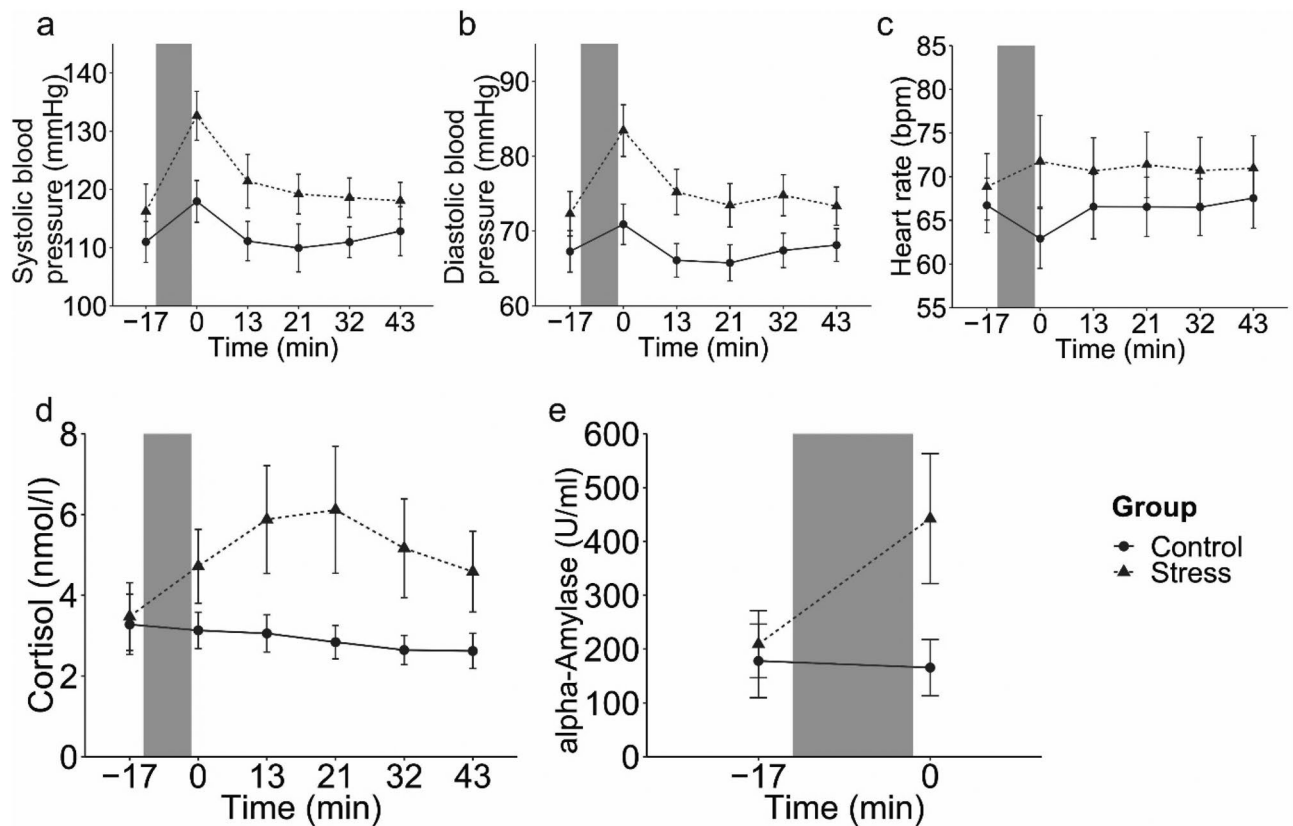 a
Systolic blood
pressure (mmHg)
140
130
120
110
100
−17 0 13 21 32 43
Time (min)
b
Diastolic blood
pressure (mmHg)
90
80
70
60
−17 0 13 21 32 43
Time (min)
c
Heart rate (bpm)
85
80
75
70
65
60
55
−17 0 13 21 32 43
Time (min)
d
Cortisol (nmol/l)
8
6
4
2
0
−17 0 13 21 32 43
Time (min)
e
alpha-Amylase (U/ml)
600
500
400
300
200
100
0
−17 0
Time (min)
Group
Control
Stress